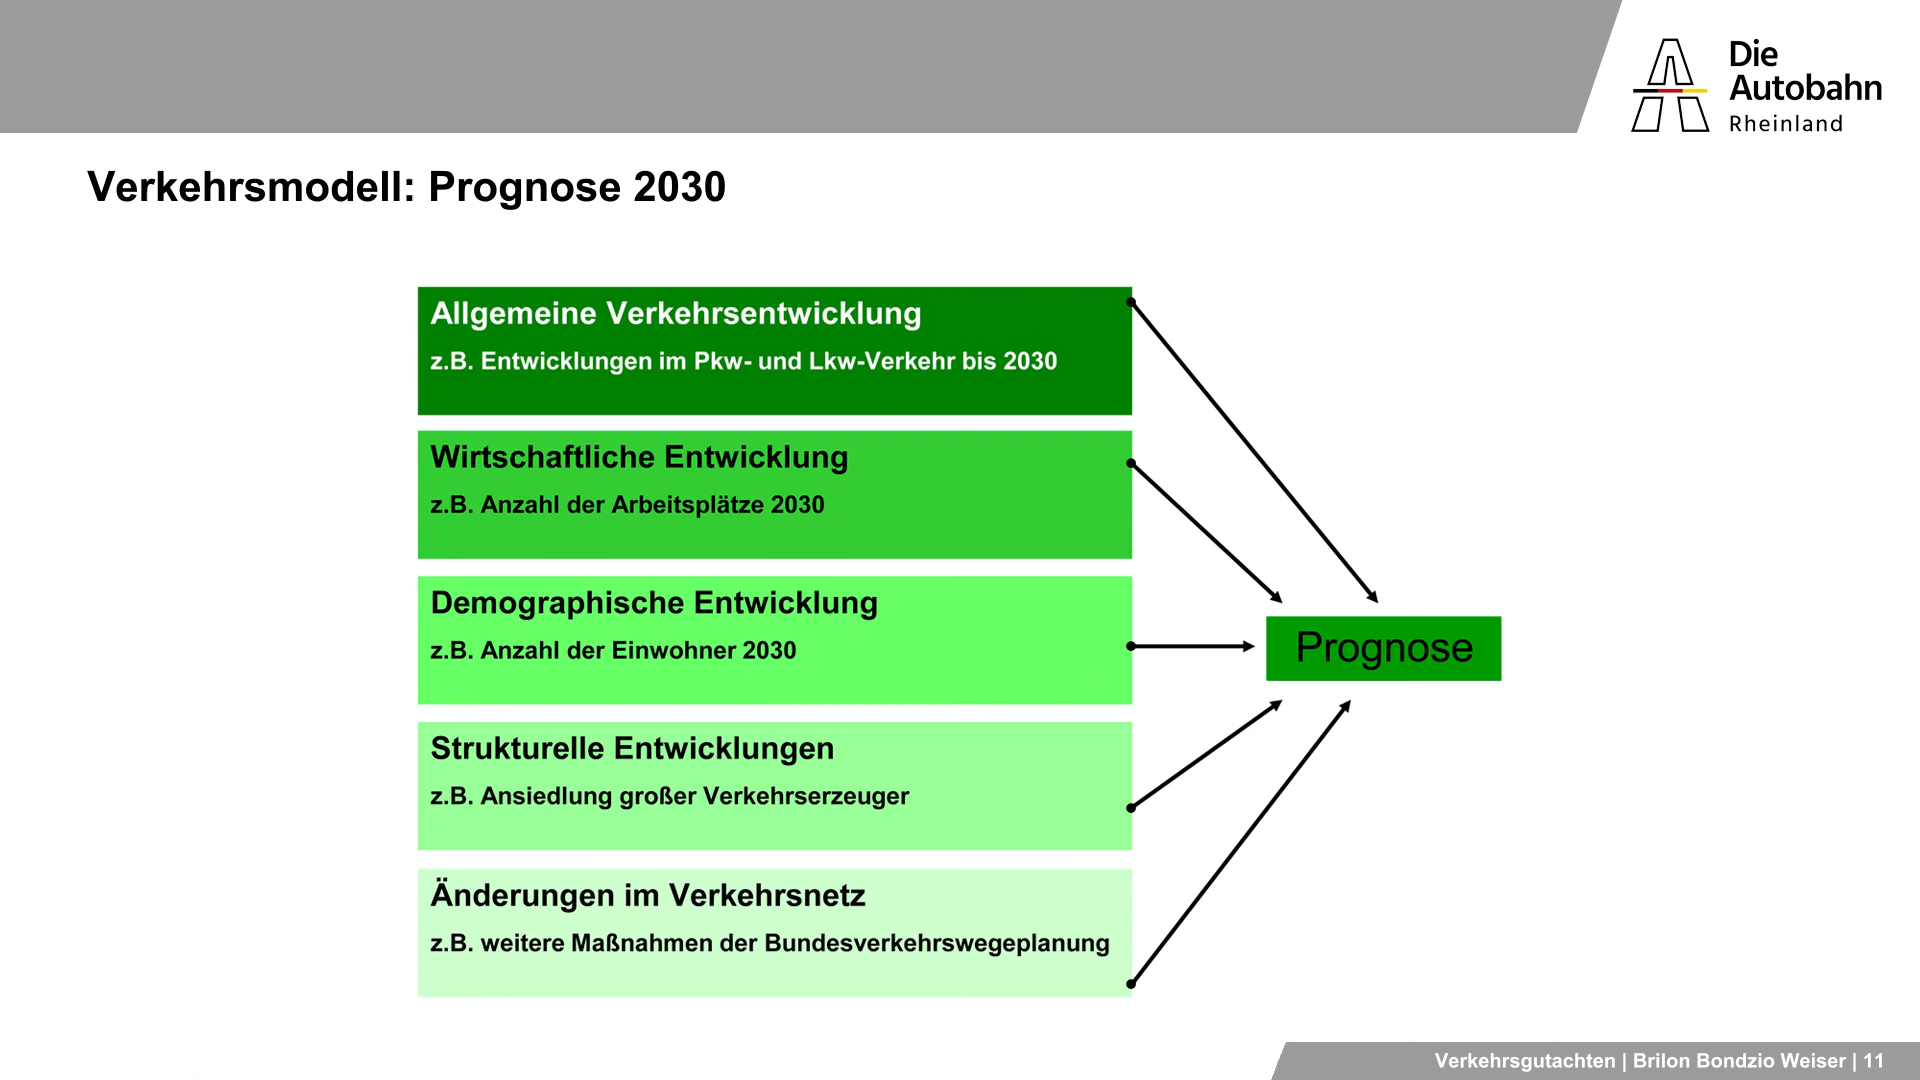 Die
Autobahn
Rheinland
Verkehrsmodell: Prognose 2030
Allgemeine Verkehrsentwicklung
z.B. Entwicklungen im Pkw- und Lkw-Verkehr bis 2030
Wirtschaftliche Entwicklung
z.B. Anzahl der Arbeitsplätze 2030
Demographische Entwicklung
z.B. Anzahl der Einwohner 2030
Strukturelle Entwicklungen
z.B. Ansiedlung großer Verkehrserzeuger
Änderungen im Verkehrsnetz
z.B. weitere Maßnahmen der Bundesverkehrswegeplanung
Prognose
Verkehrsgutachten | Brilon Bondzio Weiser | 11